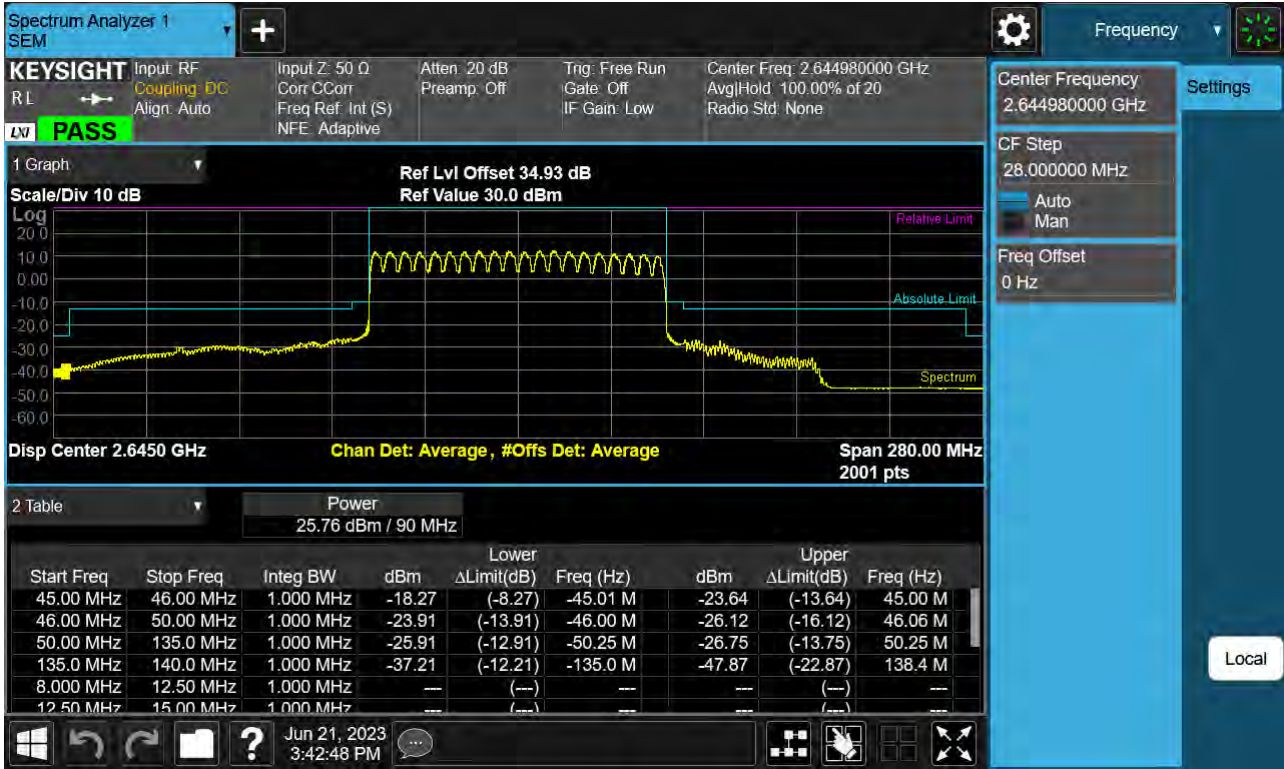 Spectrum Analyzer 1
SEM
Frequency
KEYSIGHT
R L
LXI PASS
Input: RF
Coupling: DC
Align: Auto
Input Z: 50 Ω
Corr CCorr
Freq Ref: Int (S)
NFE: Adaptive
Atten: 20 dB
Preamp: Off
Trig: Free Run
Gate: Off
IF Gain: Low
Center Freq: 2.644980000 GHz
Avg|Hold: 100.00% of 20
Radio Std: None
Center Frequency
2.644980000 GHz
Settings
CF Step
28.000000 MHz
Auto
Man
Freq Offset
0 Hz
Local
1 Graph
Scale/Div 10 dB
Ref Lvl Offset 34.93 dB
Ref Value 30.0 dBm
Log
20.0
10.0
0.00
-10.0
-20.0
-30.0
-40.0
-50.0
-60.0
Relative Limit
Absolute Limit
Spectrum
Disp Center 2.6450 GHz Chan Det: Average , #Offs Det: Average Span 280.00 MHz
2001 pts
2 Table
Power
25.76 dBm / 90 MHz
Lower Upper
Start Freq Stop Freq Integ BW dBm ΔLimit(dB) Freq (Hz) dBm ΔLimit(dB) Freq (Hz)
45.00 MHz 46.00 MHz 1.000 MHz -18.27 (-8.27) -45.01 M -23.64 (-13.64) 45.00 M
46.00 MHz 50.00 MHz 1.000 MHz -23.91 (-13.91) -46.00 M -26.12 (-16.12) 46.06 M
50.00 MHz 135.0 MHz 1.000 MHz -25.91 (-12.91) -50.25 M -26.75 (-13.75) 50.25 M
135.0 MHz 140.0 MHz 1.000 MHz -37.21 (-12.21) -135.0 M -47.87 (-22.87) 138.4 M
8.000 MHz 12.50 MHz 1.000 MHz --- (---) --- --- (---) ---
12.50 MHz 15.00 MHz 1.000 MHz --- (---) --- --- (---) ---
?
Jun 21, 2023
3:42:48 PM